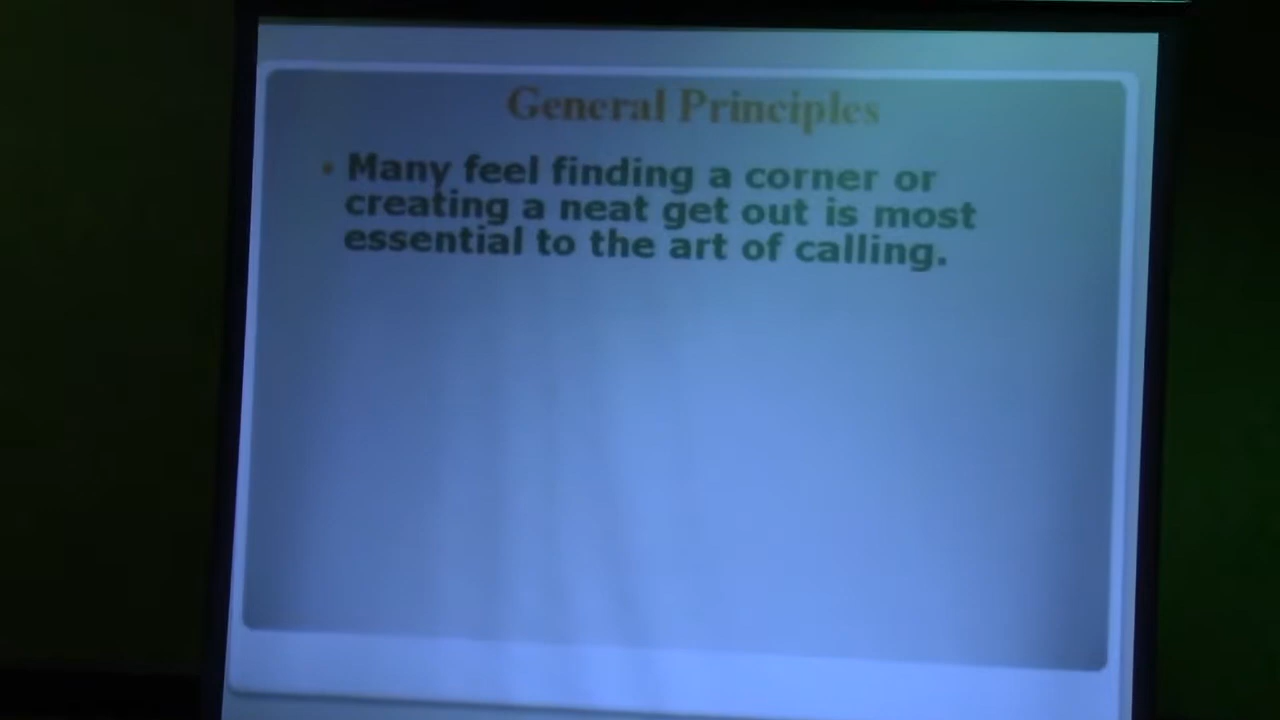 General Principles
• Many feel finding a corner or
creating a neat get out is most
essential to the art of calling.